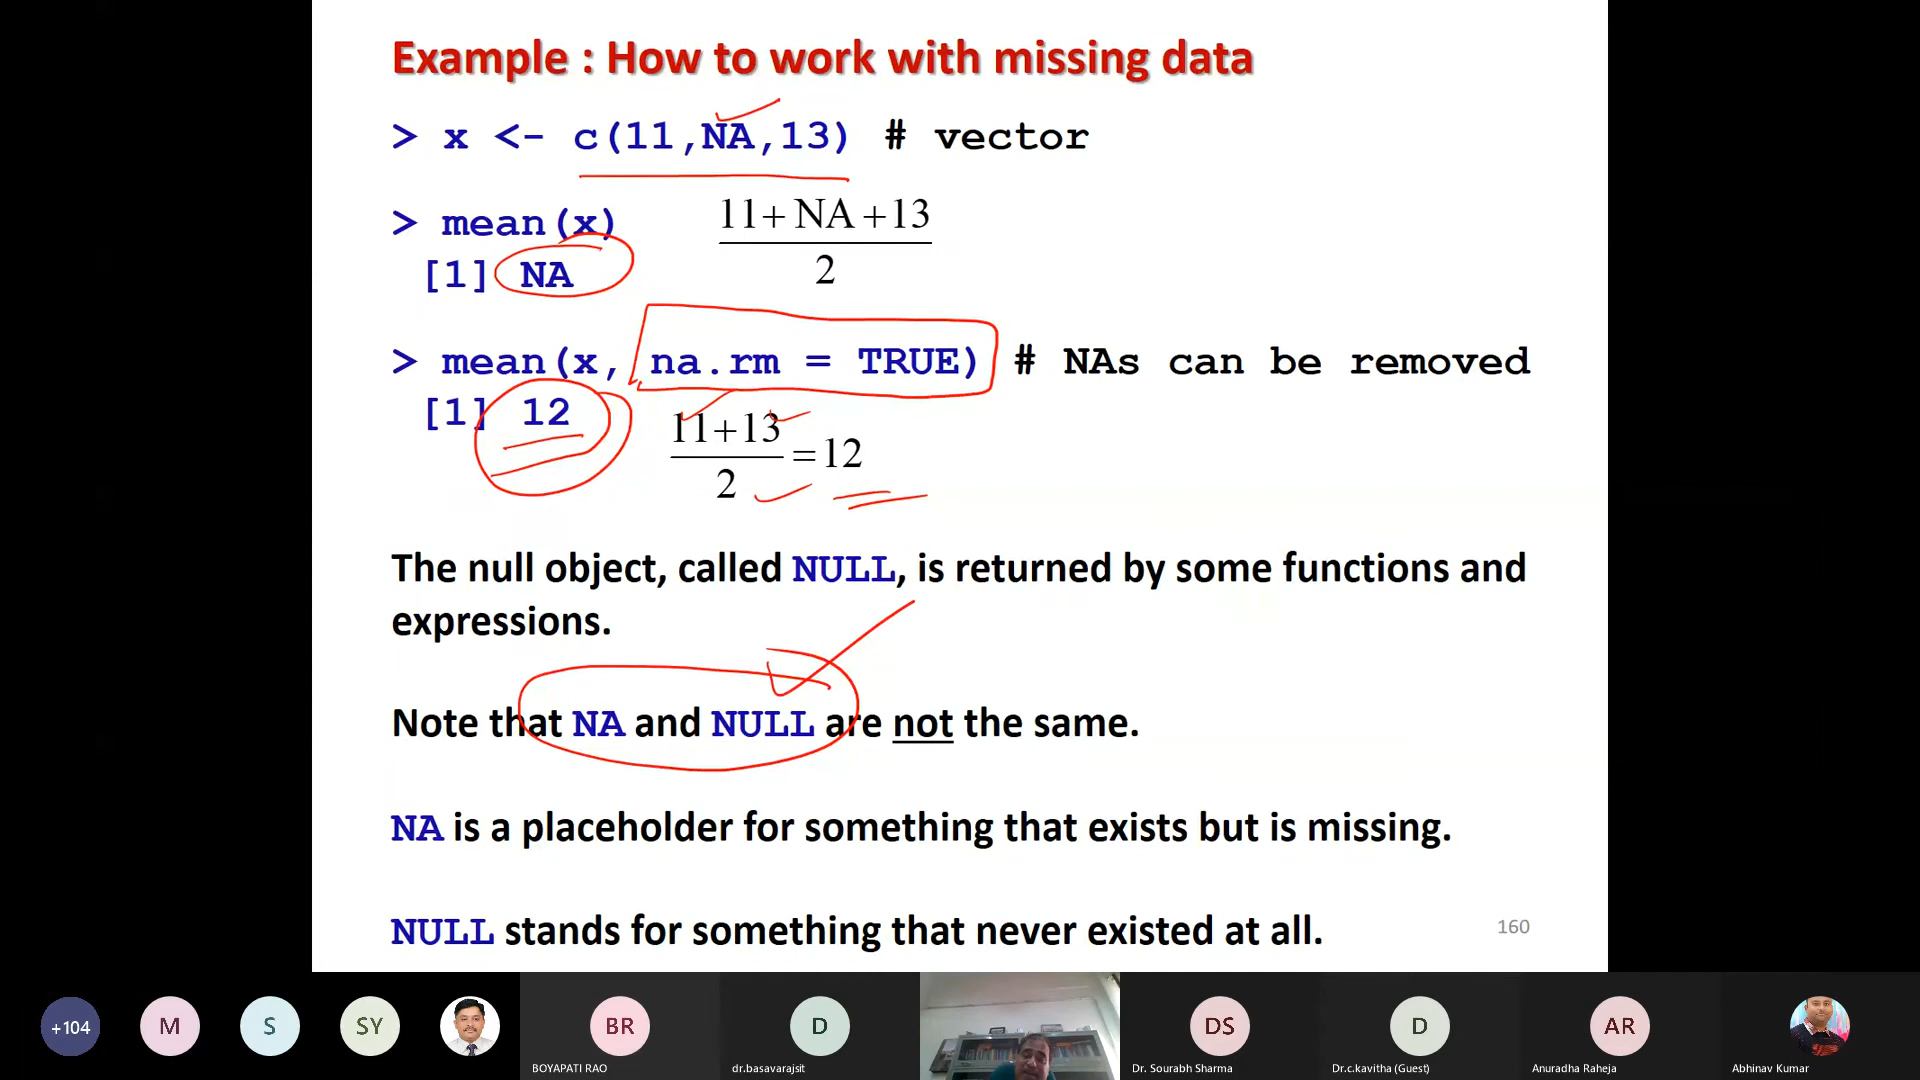 Example : How to work with missing data
> x <- c(11,NA,13) # vector
> mean(x)
[1] NA
11+ NA +13
2
> mean(x, na.rm = TRUE) # NAs can be removed
[1] 12
11+13
2
=12
The null object, called NULL, is returned by some functions and
expressions.
Note that NA and NULL are not the same.
NA is a placeholder for something that exists but is missing.
NULL stands for something that never existed at all.
160
+104
M
S
SY
BR
D
DS
D
AR
BOYAPATI RAO
dr.basavarajsit
Dr. Sourabh Sharma
Dr.c.kavitha (Guest)
Anuradha Raheja
Abhinav Kumar